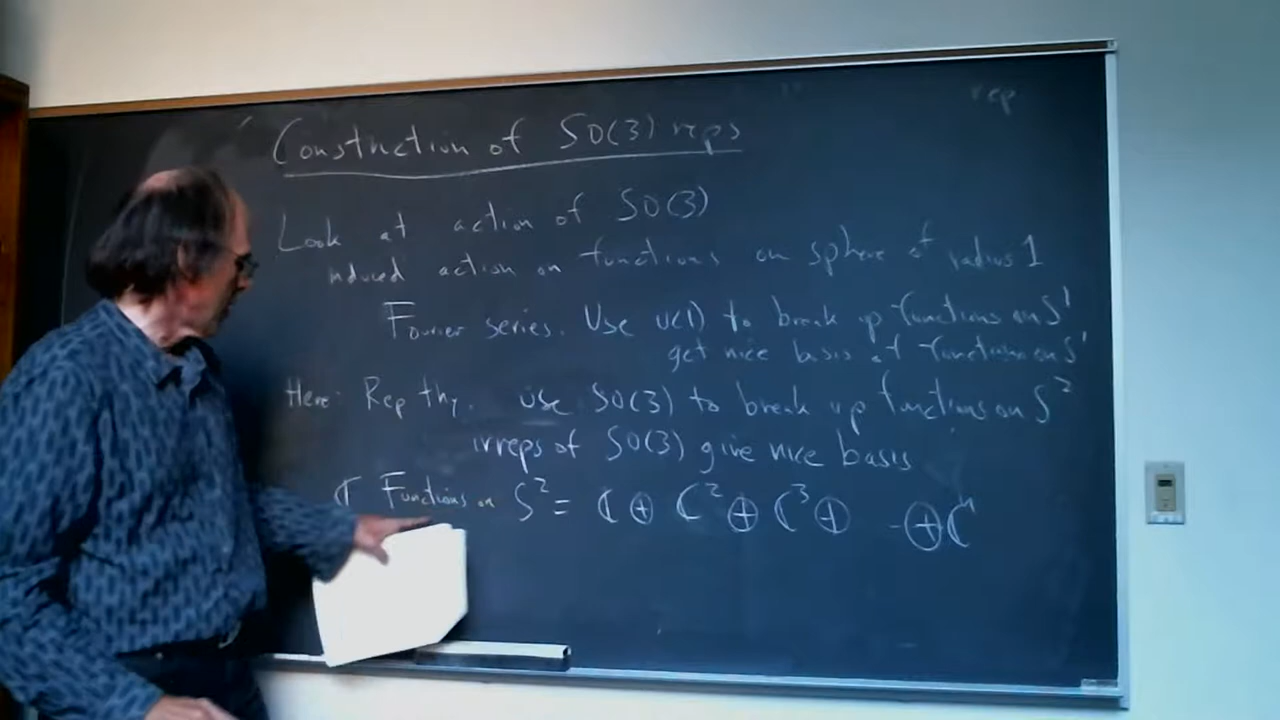 rep
Construction of SO(3) reps
Look at action of SO(3)
induced action on functions on sphere of radius 1
Fourier series. Use U(1) to break up functions on S¹
get nice basis of functions on S¹
Here: Rep thy. use SO(3) to break up functions on S²
irreps of SO(3) give nice basis
ℂ Functions on S² = ℂ ⊕ ℂ² ⊕ ℂ³ ⊕ - ⊕ ℂⁿ